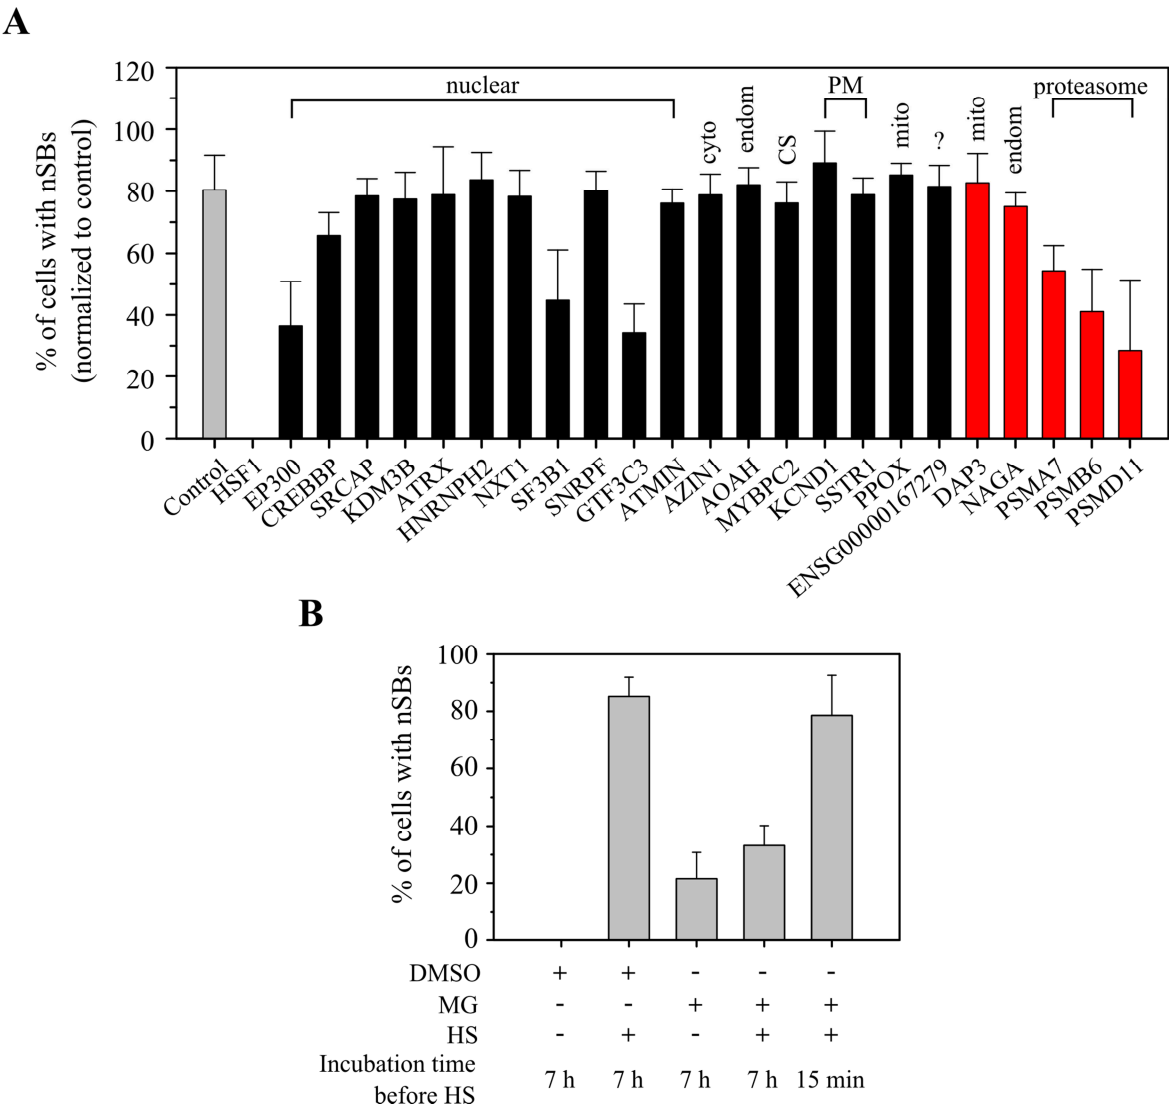 A
% of cells with nSBs
(normalized to control)
120
100
80
60
40
20
0
nuclear
cyto
endom
CS
PM
mito
?
mito
endom
proteasome
Control
HSF1
EP300
CREBBP
SRCAP
KDM3B
ATRX
HNRNPH2
NXT1
SF3B1
SNRPF
GTF3C3
ATMIN
AZIN1
AOAH
MYBPC2
KCND1
SSTR1
PPOX
ENSG00000167279
DAP3
NAGA
PSMA7
PSMB6
PSMD11
B
% of cells with nSBs
100
80
60
40
20
0
DMSO + + - - -
MG - - + + +
HS - + - + +
Incubation time
before HS
7 h 7 h 7 h 7 h 15 min